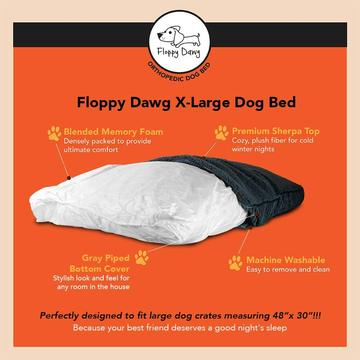 Floppy Dawg
ORTHOPEDIC DOG BED
Floppy Dawg X-Large Dog Bed
Blended Memory Foam
Densely packed to provide
ultimate comfort
Premium Sherpa Top
Cozy, plush fiber for cold
winter nights
Gray Piped
Bottom Cover
Stylish look and feel for
any room in the house
Machine Washable
Easy to remove and clean
Perfectly designed to fit large dog crates measuring 48”x 30”!!!
Because your best friend deserves a good night's sleep